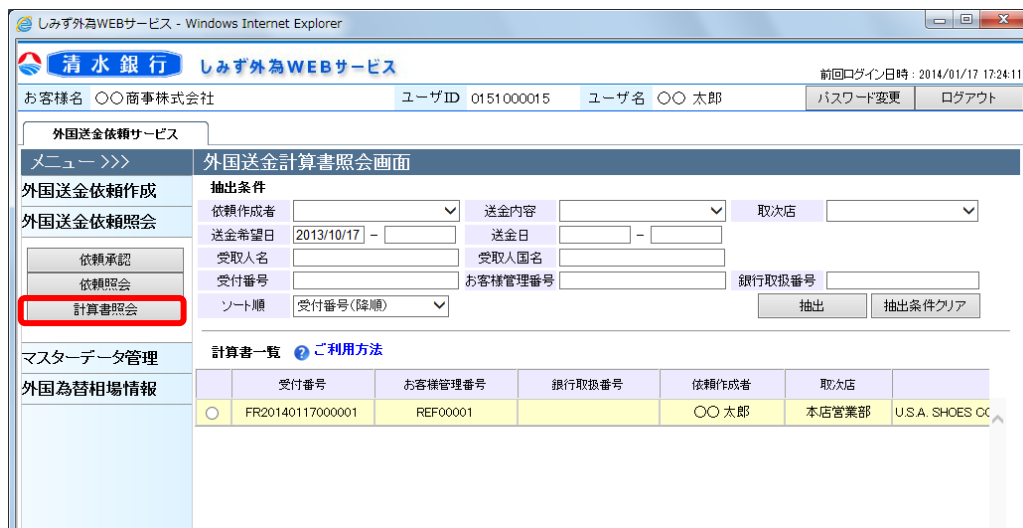 しみず外為WEBサービス - Windows Internet Explorer
清水銀行 しみず外為WEBサービス
前回ログイン日時 : 2014/01/17 17:24:11
お客様名 〇〇商事株式会社 ユーザID 0151000015 ユーザ名 〇〇 太郎 パスワード変更 ログアウト
外国送金依頼サービス
メニュー >>> 外国送金計算書照会画面
外国送金依頼作成
外国送金依頼照会
依頼承認
依頼照会
計算書照会
マスターデータ管理
外国為替相場情報
抽出条件
依頼作成者 送金内容 取次店
送金希望日 2013/10/17 - 送金日 -
受取人名 受取人国名
受付番号 お客様管理番号 銀行取扱番号
ソート順 受付番号(降順) 抽出 抽出条件クリア
計算書一覧 ? ご利用方法
受付番号 お客様管理番号 銀行取扱番号 依頼作成者 取次店
FR20140117000001 REF00001 〇〇 太郎 本店営業部 U.S.A. SHOES